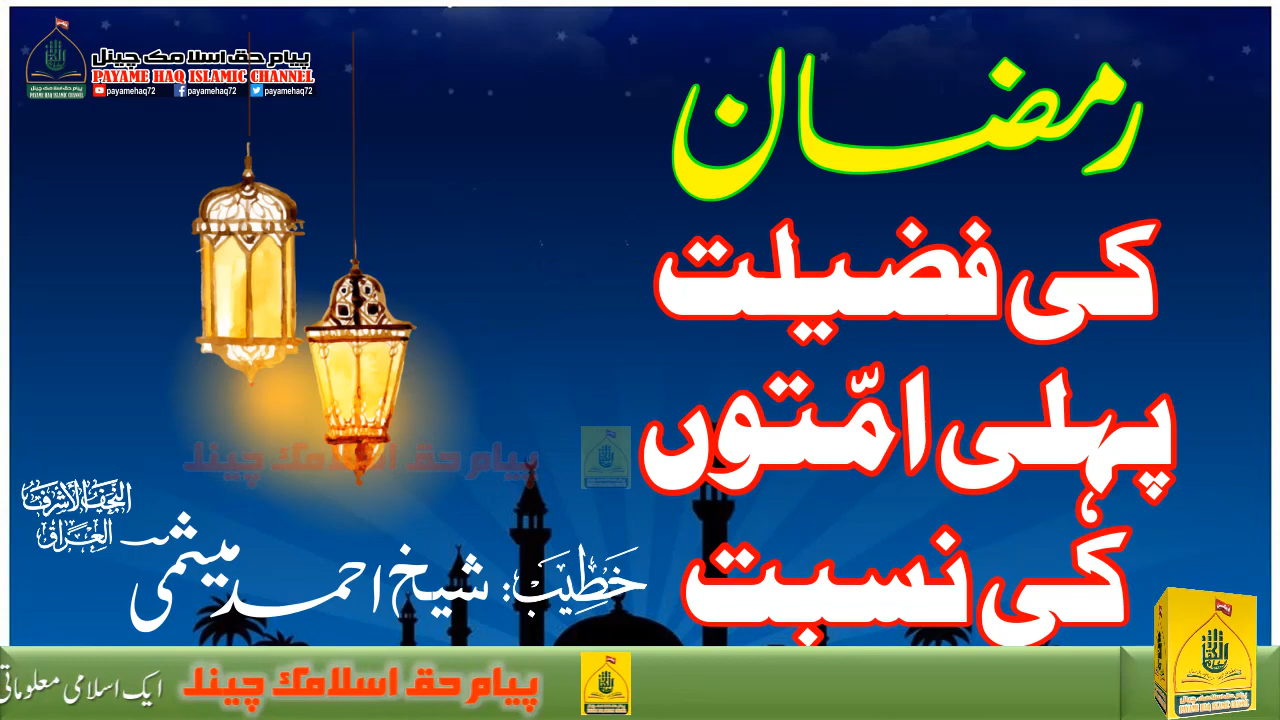 پیام حق اسلامک چینل
PAYAME HAQ ISLAMIC CHANNEL
payamehaq72 payamehaq72 payamehaq72
رمضان
کی فضیلت
پہلی امّتوں
کی نسبت
خطیب: شیخ احمد میثمی
النجف الاشرف
العراق
پیام حق اسلامک چینل
پیام حق اسلامک چینل
ایک اسلامی معلوماتی